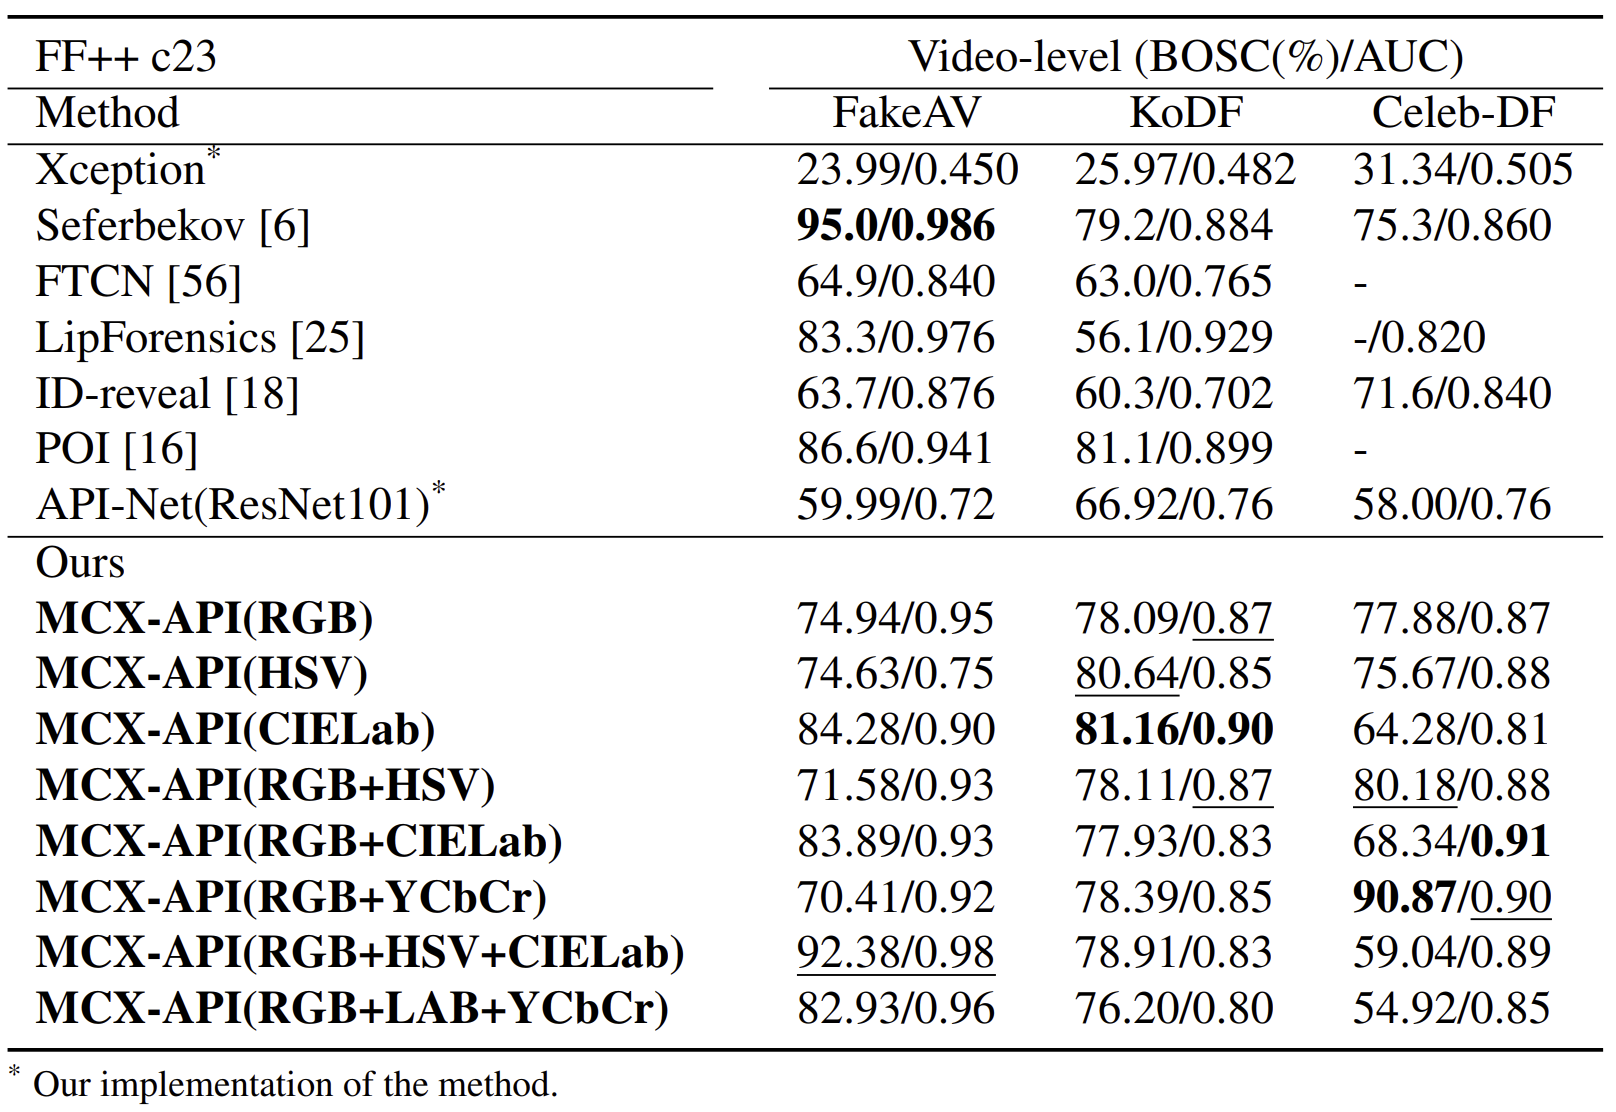 FF++ c23 Video-level (BOSC(%)/AUC)
Method FakeAV KoDF Celeb-DF
Xception* 23.99/0.450 25.97/0.482 31.34/0.505
Seferbekov [6] 95.0/0.986 79.2/0.884 75.3/0.860
FTCN [56] 64.9/0.840 63.0/0.765 -
LipForensics [25] 83.3/0.976 56.1/0.929 -/0.820
ID-reveal [18] 63.7/0.876 60.3/0.702 71.6/0.840
POI [16] 86.6/0.941 81.1/0.899 -
API-Net(ResNet101)* 59.99/0.72 66.92/0.76 58.00/0.76
Ours
MCX-API(RGB) 74.94/0.95 78.09/0.87 77.88/0.87
MCX-API(HSV) 74.63/0.75 80.64/0.85 75.67/0.88
MCX-API(CIELab) 84.28/0.90 81.16/0.90 64.28/0.81
MCX-API(RGB+HSV) 71.58/0.93 78.11/0.87 80.18/0.88
MCX-API(RGB+CIELab) 83.89/0.93 77.93/0.83 68.34/0.91
MCX-API(RGB+YCbCr) 70.41/0.92 78.39/0.85 90.87/0.90
MCX-API(RGB+HSV+CIELab) 92.38/0.98 78.91/0.83 59.04/0.89
MCX-API(RGB+LAB+YCbCr) 82.93/0.96 76.20/0.80 54.92/0.85
* Our implementation of the method.